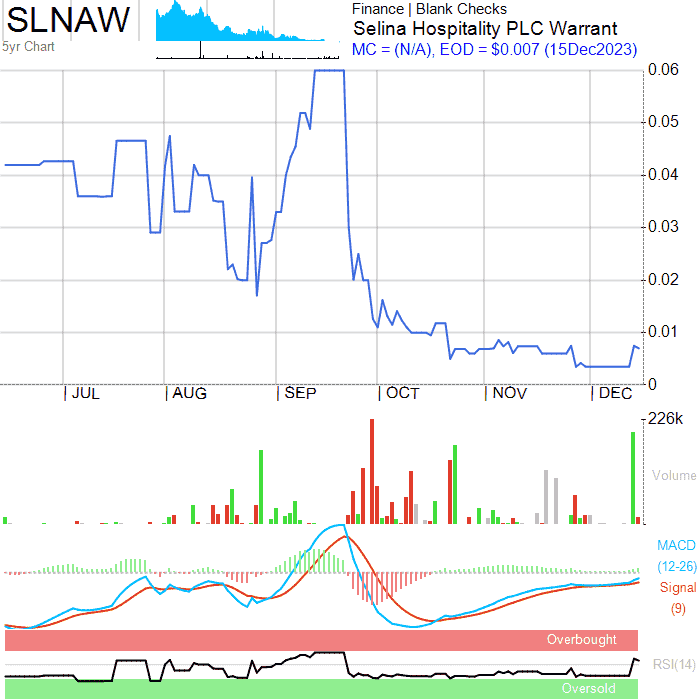 SLNAW
5yr Chart
Finance | Blank Checks
Selina Hospitality PLC Warrant
MC = (N/A), EOD = $0.007 (15Dec2023)
0.06
0.05
0.04
0.03
0.02
0.01
0
JUL AUG SEP OCT NOV DEC
226k
Volume
MACD
(12-26)
Signal
(9)
Overbought
RSI(14)
Oversold